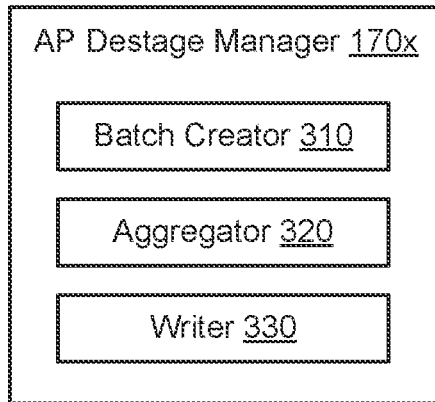 AP Destage Manager 170x
Batch Creator 310
Aggregator 320
Writer 330